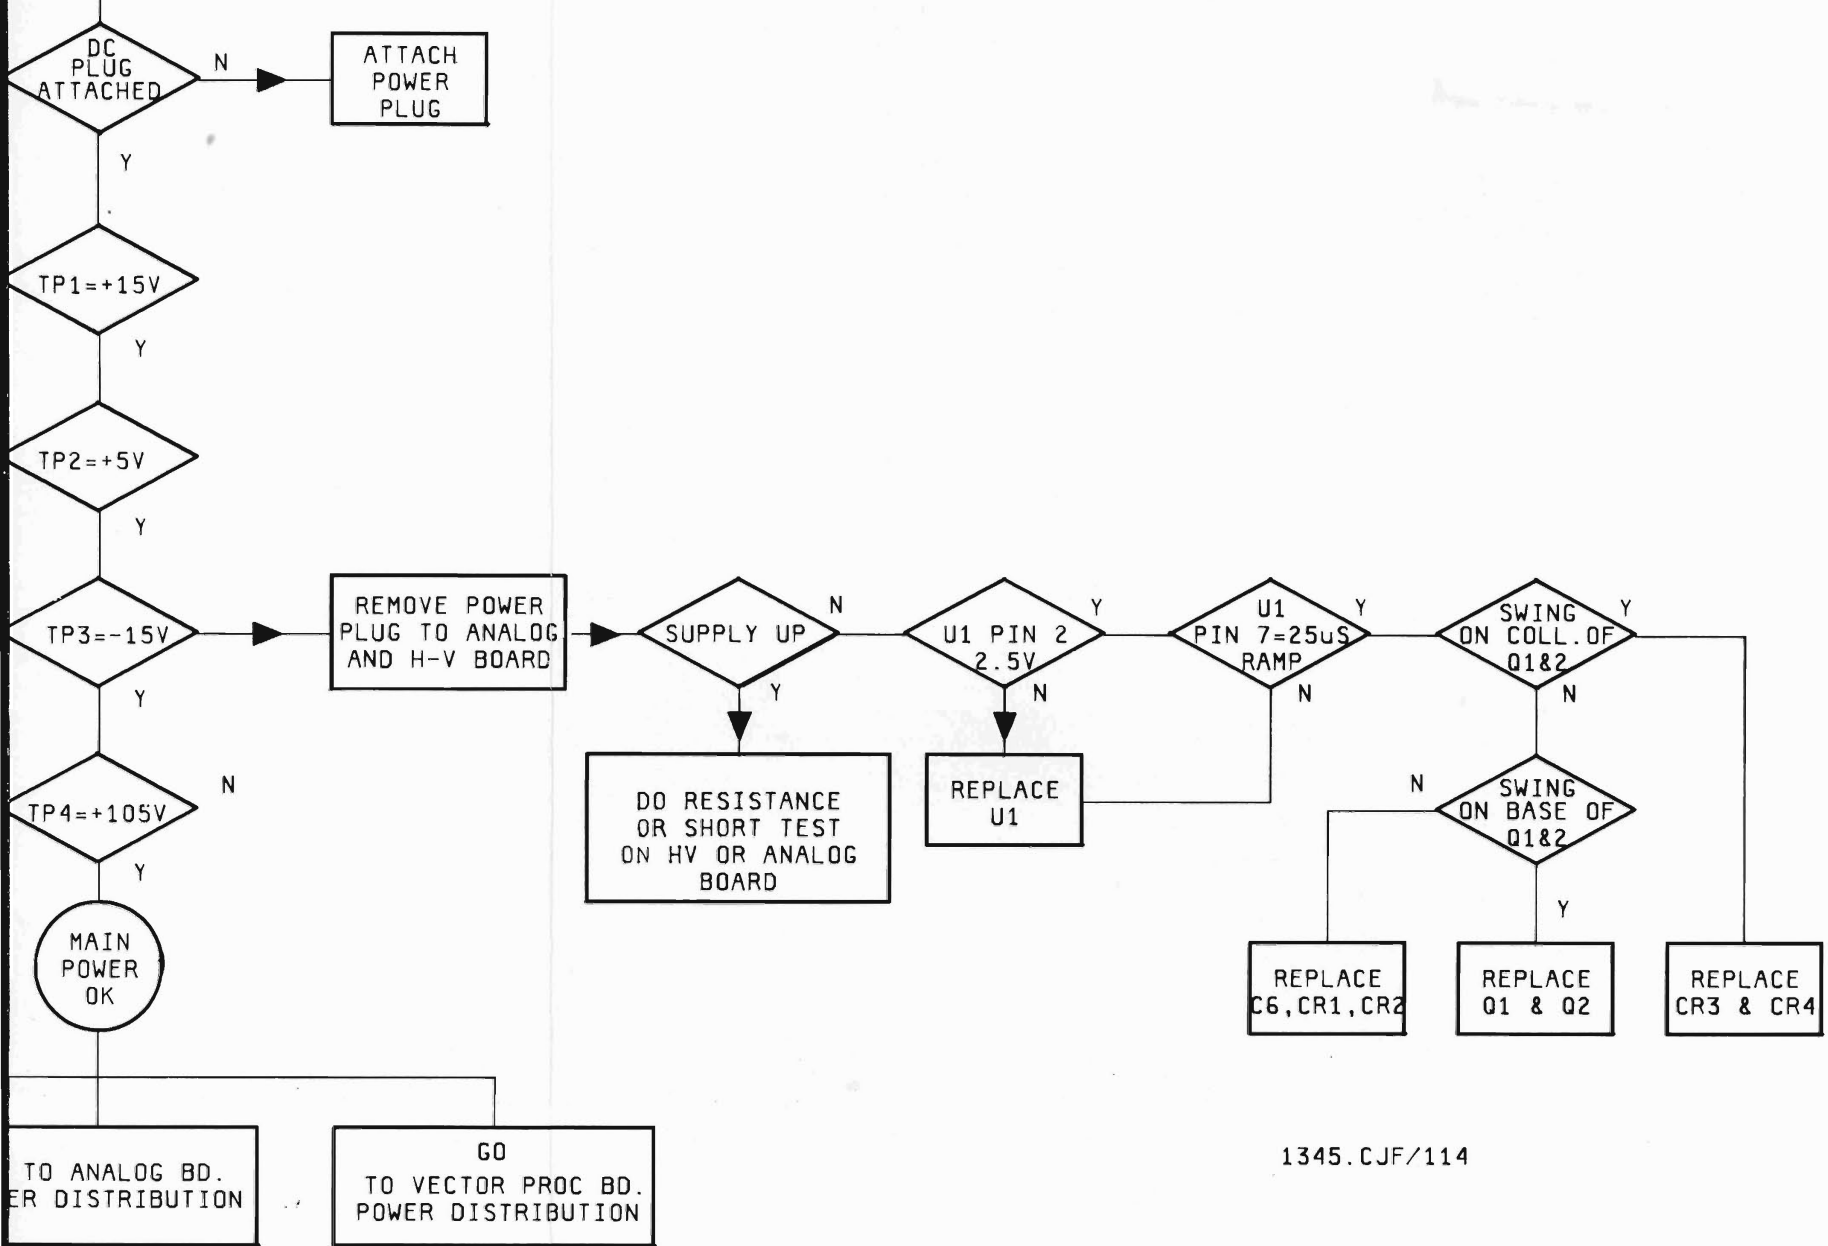 DC
PLUG
ATTACHED
N
ATTACH
POWER
PLUG
Y
TP1=+15V
Y
TP2=+5V
Y
TP3=-15V
REMOVE POWER
PLUG TO ANALOG
AND H-V BOARD
SUPPLY UP
N
Y
U1 PIN 2
2.5V
Y
N
U1
PIN 7=25uS
RAMP
Y
N
SWING
ON COLL.OF
Q1&2
Y
N
Y
TP4=+105V
N
DO RESISTANCE
OR SHORT TEST
ON HV OR ANALOG
BOARD
REPLACE
U1
N
SWING
ON BASE OF
Q1&2
Y
Y
MAIN
POWER
OK
REPLACE
C6,CR1,CR2
REPLACE
Q1 & Q2
REPLACE
CR3 & CR4
TO ANALOG BD.
ER DISTRIBUTION
GO
TO VECTOR PROC BD.
POWER DISTRIBUTION
1345.CJF/114